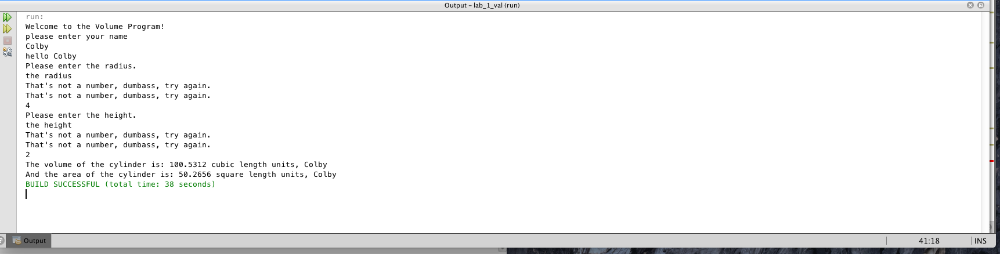 Output – lab_1_val (run)
run:
Welcome to the Volume Program!
please enter your name
Colby
hello Colby
Please enter the radius.
the radius
That's not a number, dumbass, try again.
That's not a number, dumbass, try again.
4
Please enter the height.
the height
That's not a number, dumbass, try again.
That's not a number, dumbass, try again.
2
The volume of the cylinder is: 100.5312 cubic length units, Colby
And the area of the cylinder is: 50.2656 square length units, Colby
BUILD SUCCESSFUL (total time: 38 seconds)
Output
41:18 INS